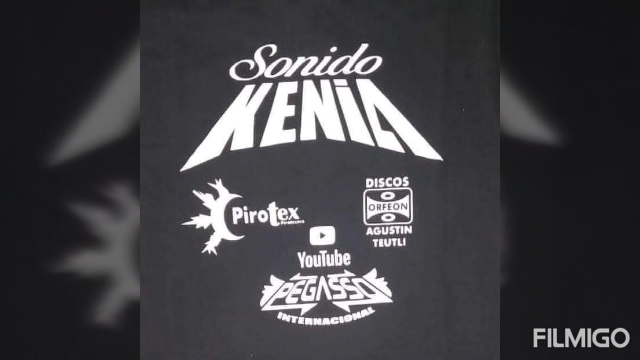 Sonido
KENIA
Pirotex
DISCOS
ORFEON
AGUSTIN
TEUTLI
YouTube
PEGASSO
INTERNACIONAL
FILMIGO